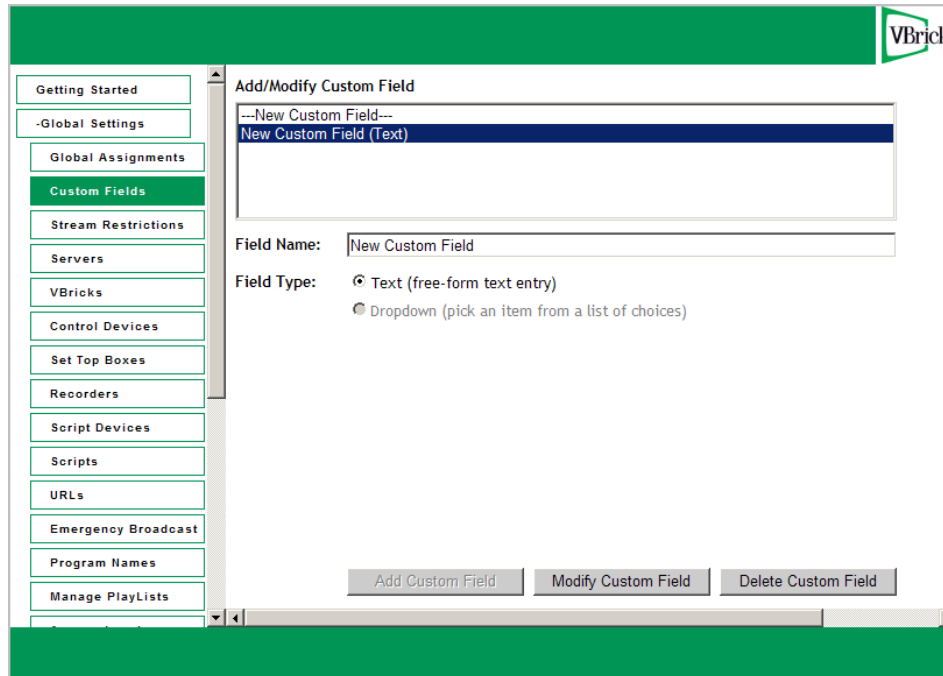 VBrick
Getting Started
-Global Settings
Global Assignments
Custom Fields
Stream Restrictions
Servers
VBricks
Control Devices
Set Top Boxes
Recorders
Script Devices
Scripts
URLs
Emergency Broadcast
Program Names
Manage PlayLists
Add/Modify Custom Field
---New Custom Field---
New Custom Field (Text)
Field Name: New Custom Field
Field Type: Text (free-form text entry)
Dropdown (pick an item from a list of choices)
Add Custom Field Modify Custom Field Delete Custom Field